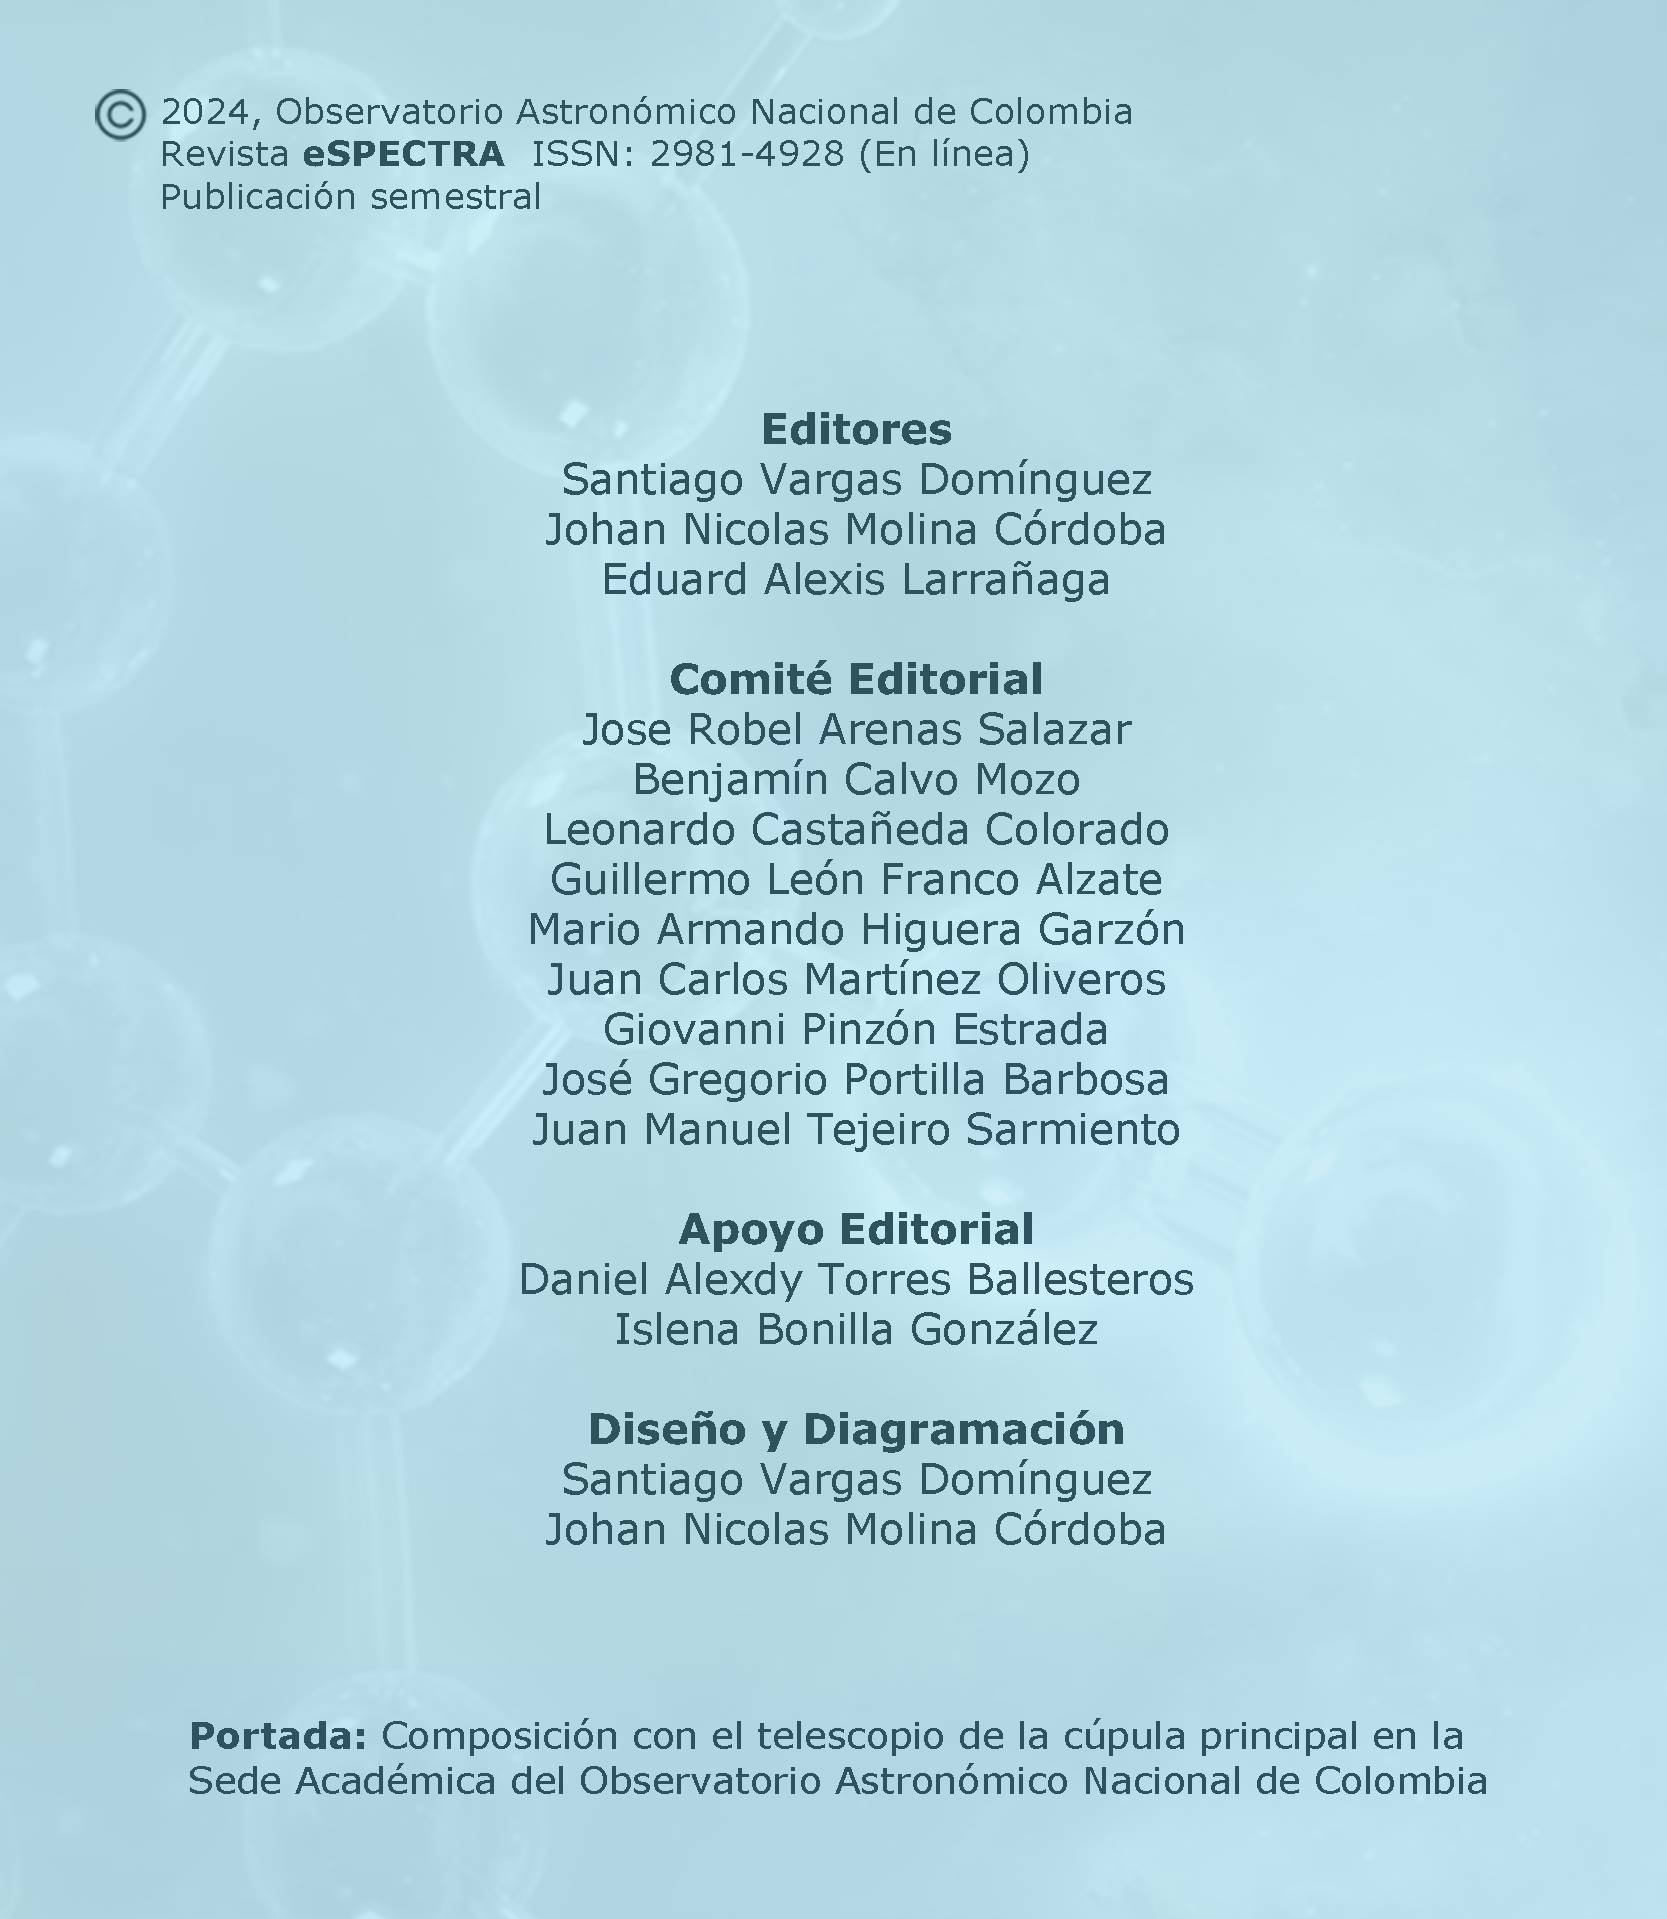 © 2024, Observatorio Astronómico Nacional de Colombia
Revista eSPECTRA ISSN: 2981-4928 (En línea)
Publicación semestral
Editores
Santiago Vargas Domínguez
Johan Nicolas Molina Córdoba
Eduard Alexis Larrañaga
Comité Editorial
Jose Robel Arenas Salazar
Benjamín Calvo Mozo
Leonardo Castañeda Colorado
Guillermo León Franco Alzate
Mario Armando Higuera Garzón
Juan Carlos Martínez Oliveros
Giovanni Pinzón Estrada
José Gregorio Portilla Barbosa
Juan Manuel Tejeiro Sarmiento
Apoyo Editorial
Daniel Alexdy Torres Ballesteros
Islena Bonilla González
Diseño y Diagramación
Santiago Vargas Domínguez
Johan Nicolas Molina Córdoba
Portada: Composición con el telescopio de la cúpula principal en la
Sede Académica del Observatorio Astronómico Nacional de Colombia